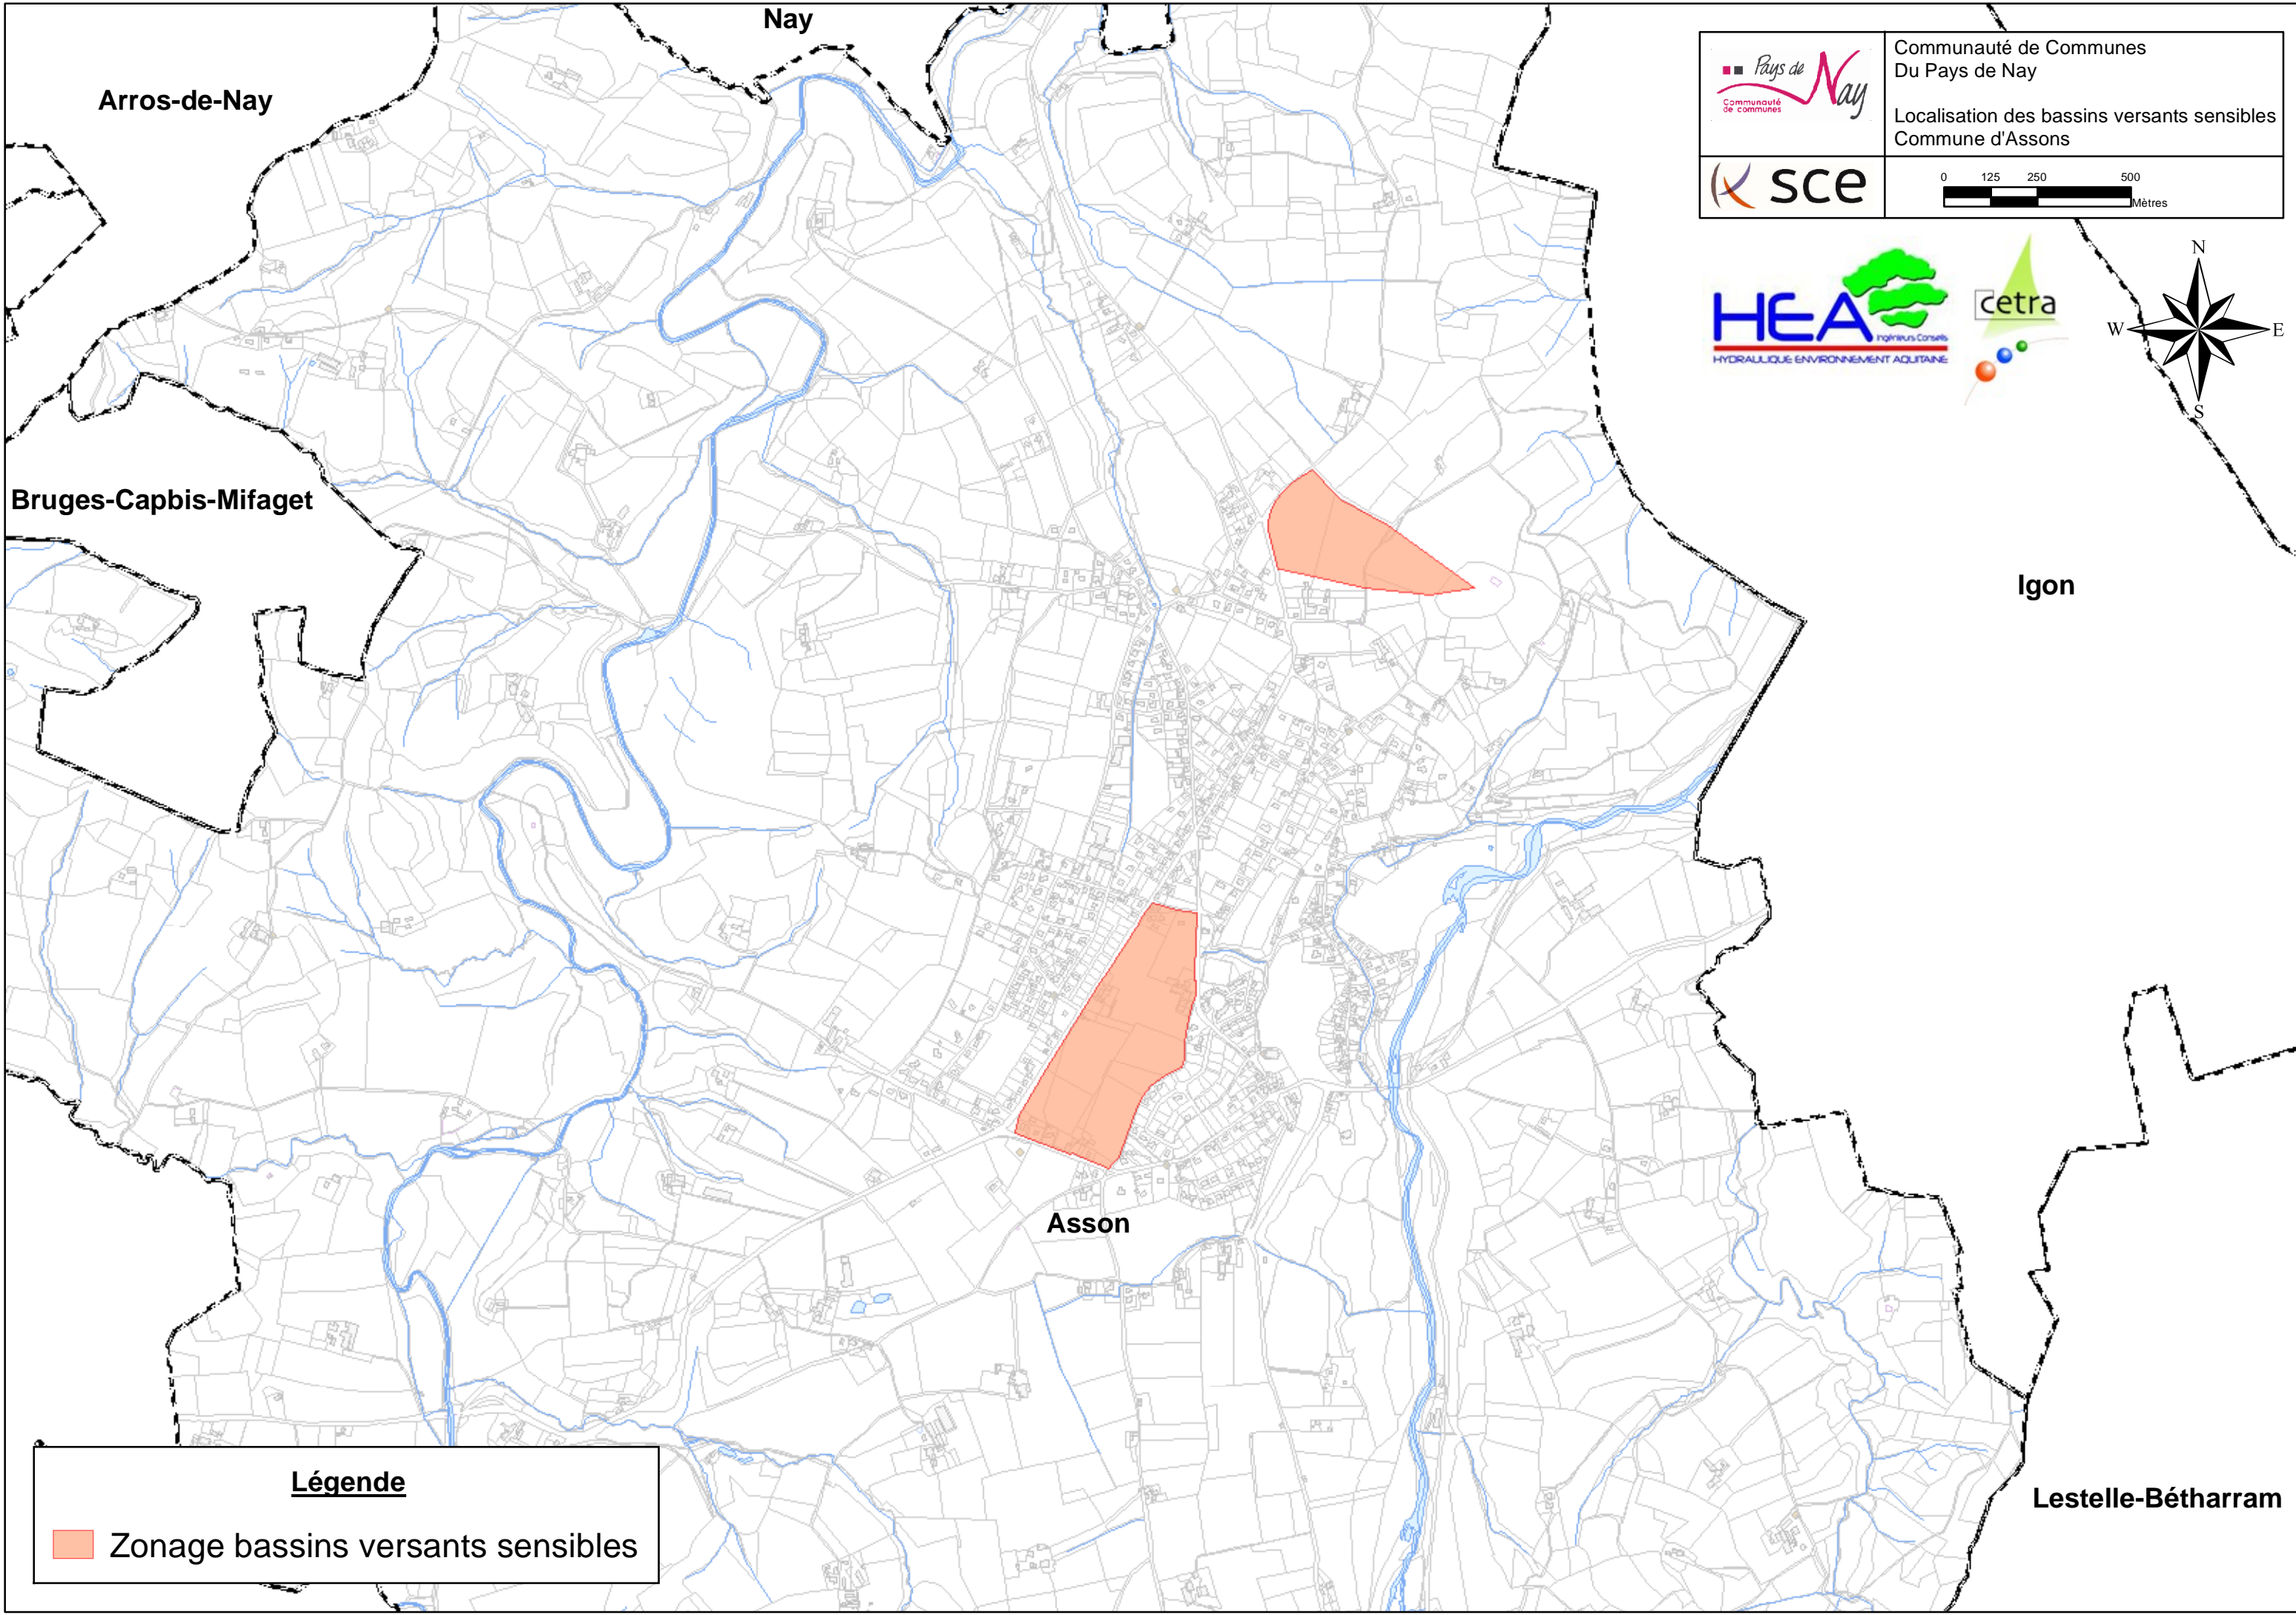 Nay
Arros-de-Nay
Bruges-Capbis-Mifaget
Igon
Asson
Lestelle-Bétharram
Pays de Nay
Communauté
de communes
Communauté de Communes
Du Pays de Nay
Localisation des bassins versants sensibles
Commune d'Assons
sce
0 125 250 500
Mètres
HEA
Ingénieurs Conseils
HYDRAULIQUE ENVIRONNEMENT AQUITAINE
cetra
N
W E
S
Légende
Zonage bassins versants sensibles